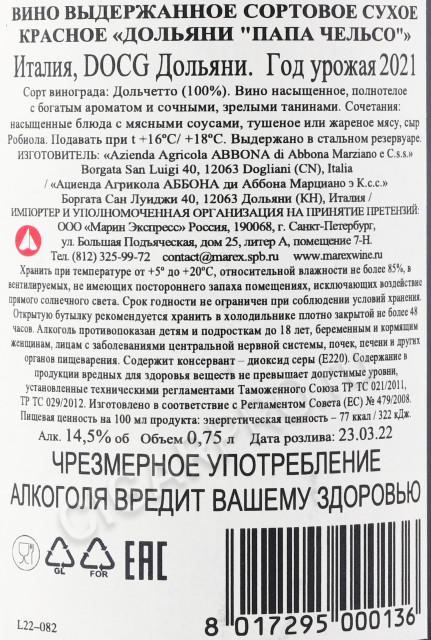 ВИНО ВЫДЕРЖАННОЕ СОРТОВОЕ СУХОЕ
КРАСНОЕ «ДОЛЬЯНИ "ПАПА ЧЕЛЬСО"»
Италия, DOCG Дольяни. Год урожая 2021
Сорт винограда: Дольчетто (100%). Вино насыщенное, полнотелое
с богатым ароматом и сочными, зрелыми танинами. Сочетания:
насыщенные блюда с мясными соусами, тушеное или жареное мясо, сыр
Робиола. Подавать при t +16°С/ +18°С. Выдержано в стальном резервуаре.
ИЗГОТОВИТЕЛЬ: «Azienda Agricola ABBONA di Abbona Marziano e C.s.s.»
Borgata San Luigi 40, 12063 Dogliani (CN), Italia
/ «Ациенда Агрикола АББОНА ди Аббона Марциано э К.с.с.»
Боргата Сан Луиджи 40, 12063 Дольяни (КН), Италия /
ИМПОРТЕР И УПОЛНОМОЧЕННАЯ ОРГАНИЗАЦИЯ НА ПРИНЯТИЕ ПРЕТЕНЗИЙ:
ООО «Марин Экспресс» Россия, 190068, г. Санкт-Петербург,
ул. Большая Подъяческая, дом 25, литер А, помещение 7-Н.
Тел. (812) 325-99-72 contact@marex.spb.ru www.marexwine.ru
Хранить при температуре от +5° до +20°С, относительной влажности не более 85%, в
вентилируемых, не имеющих постороннего запаха помещениях, исключающих воздействие
прямого солнечного света. Срок годности не ограничен при соблюдении условий хранения.
Открытую бутылку рекомендуется хранить в холодильнике плотно закрытой не более 48
часов. Алкоголь противопоказан детям и подросткам до 18 лет, беременным и кормящим
женщинам, лицам с заболеваниями центральной нервной системы, почек, печени и других
органов пищеварения. Содержит консервант – диоксид серы (Е220). Содержание в
продукции вредных для здоровья веществ не превышает допустимые уровни,
установленные техническими регламентами Таможенного Союза ТР ТС 021/2011,
ТР ТС 029/2012. Изготовлено в соответствие с Регламентом Совета (ЕС) № 479/2008.
Пищевая ценность на 100 мл продукта: энергетическая ценность – 77 ккал / 322 кДж.
Алк. 14,5% об Объем 0,75 л Дата розлива: 23.03.22
ЧРЕЗМЕРНОЕ УПОТРЕБЛЕНИЕ
АЛКОГОЛЯ ВРЕДИТ ВАШЕМУ ЗДОРОВЬЮ
GL FOR EAC
L22-082
8 017295 000136